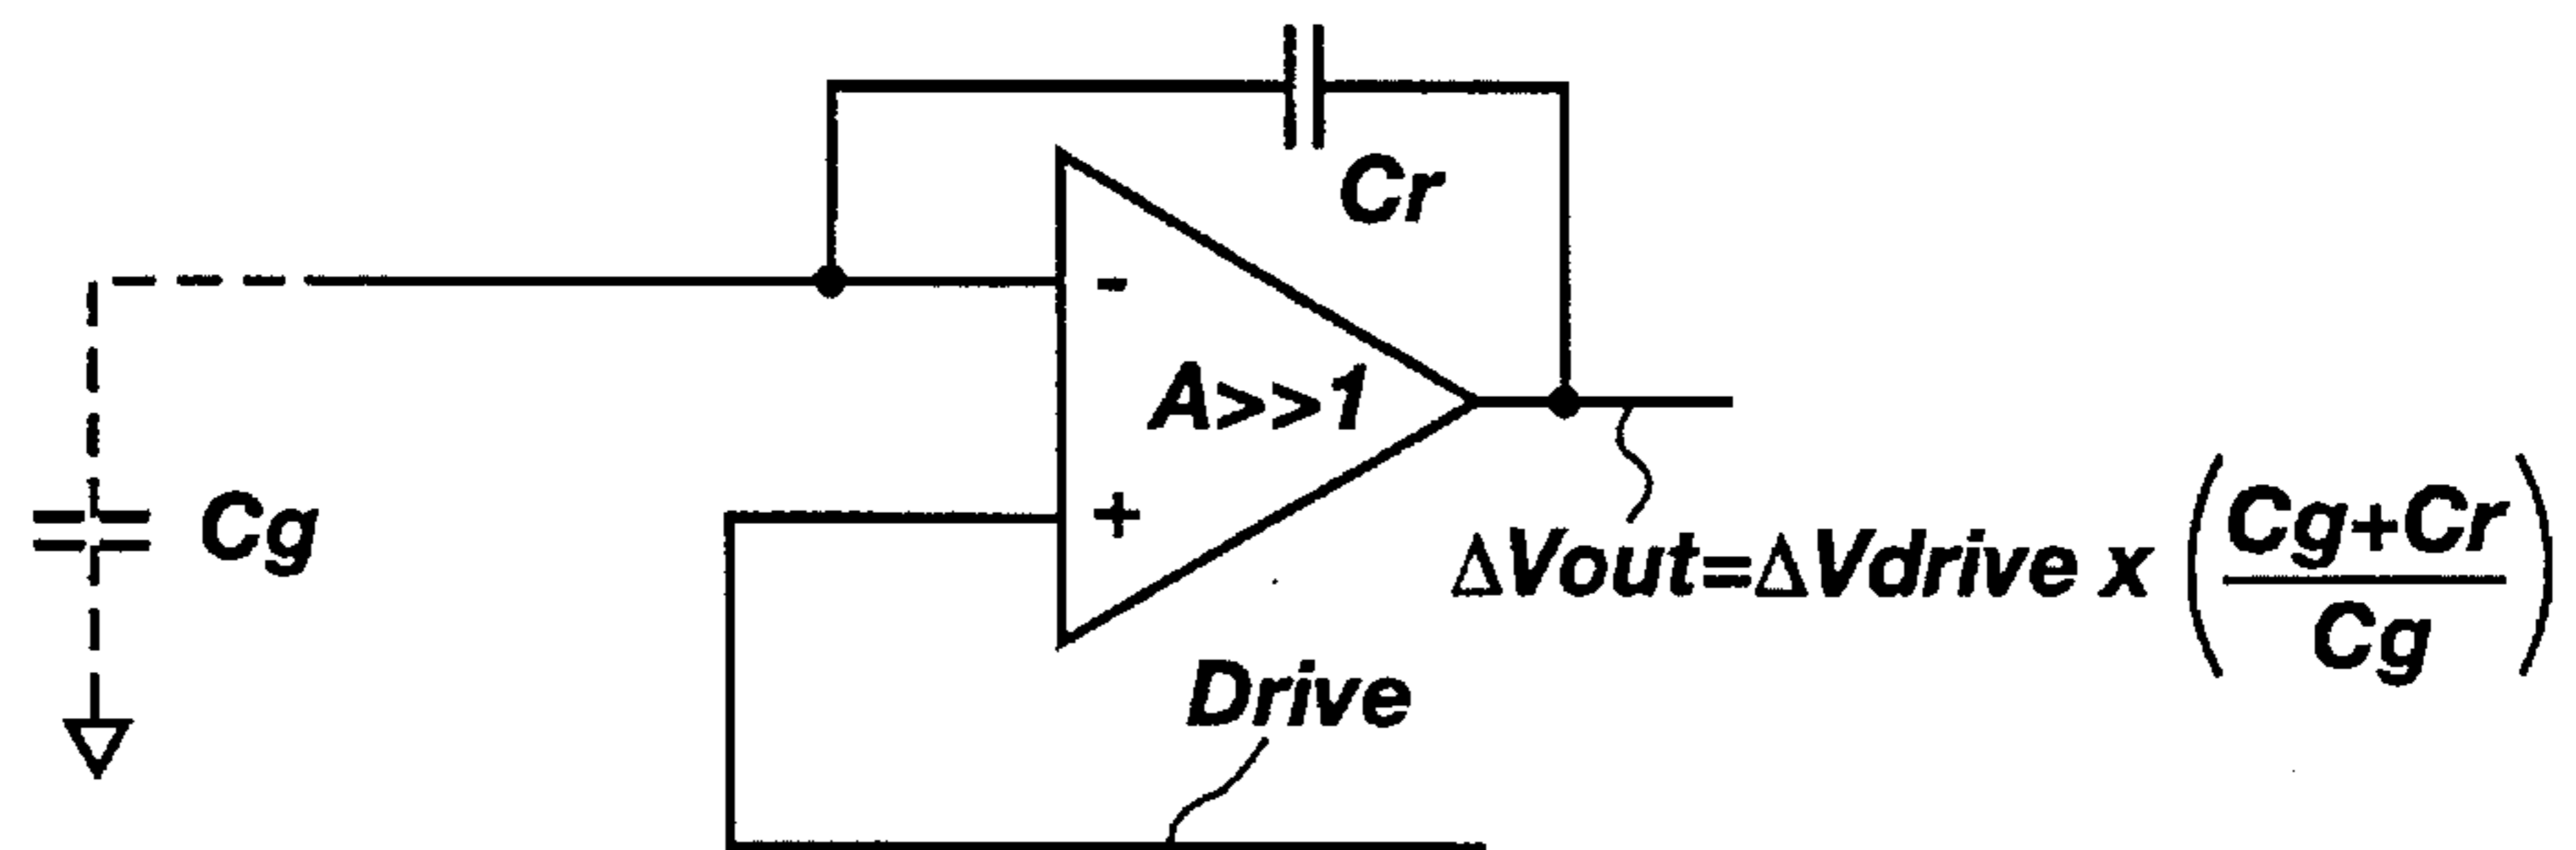 Cr
-
A>>1
Cg
+
ΔVout=ΔVdrive x (Cg+Cr / Cg)
Drive